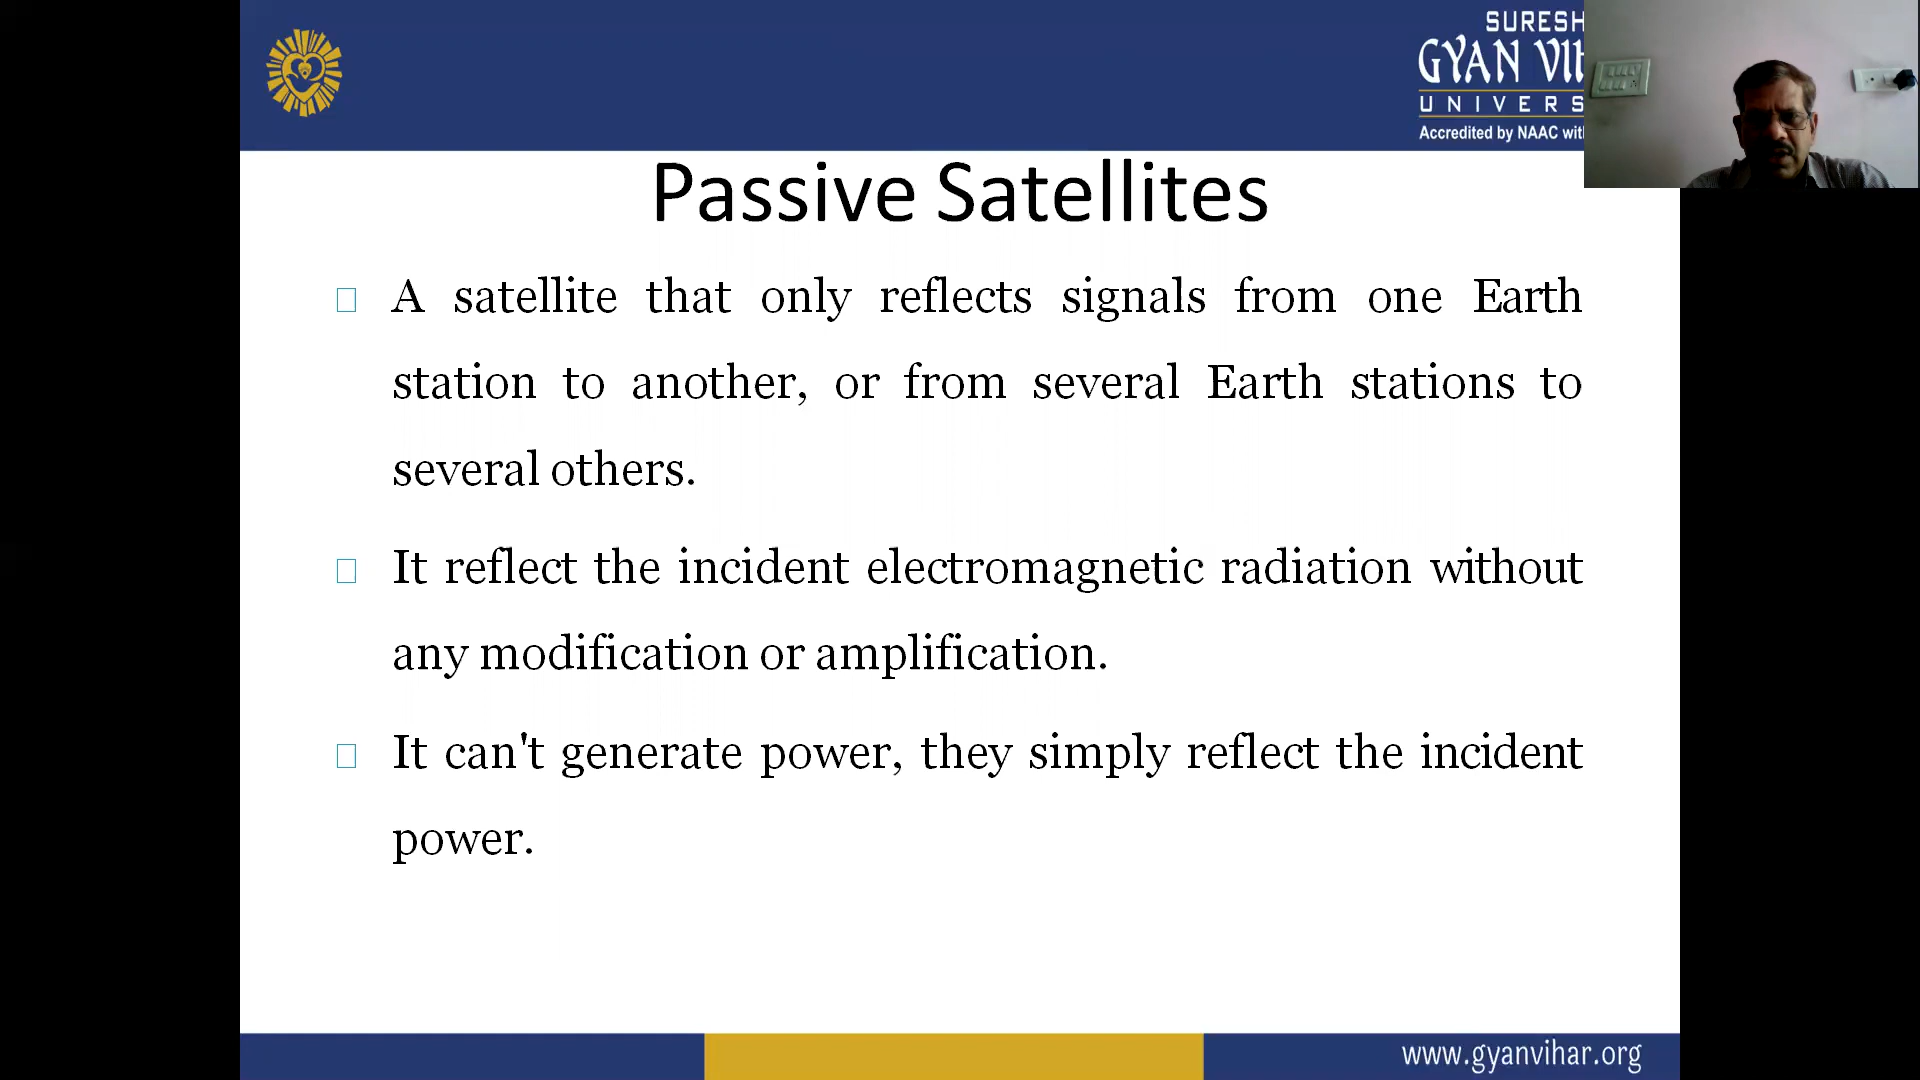 SURESH
GYAN
UNIVERS
Accredited by NAAC
Passive Satellites
A satellite that only reflects signals from one Earth
station to another, or from several Earth stations to
several others.
It reflect the incident electromagnetic radiation without
any modification or amplification.
It can't generate power, they simply reflect the incident
power.
www.gyanvihar.org